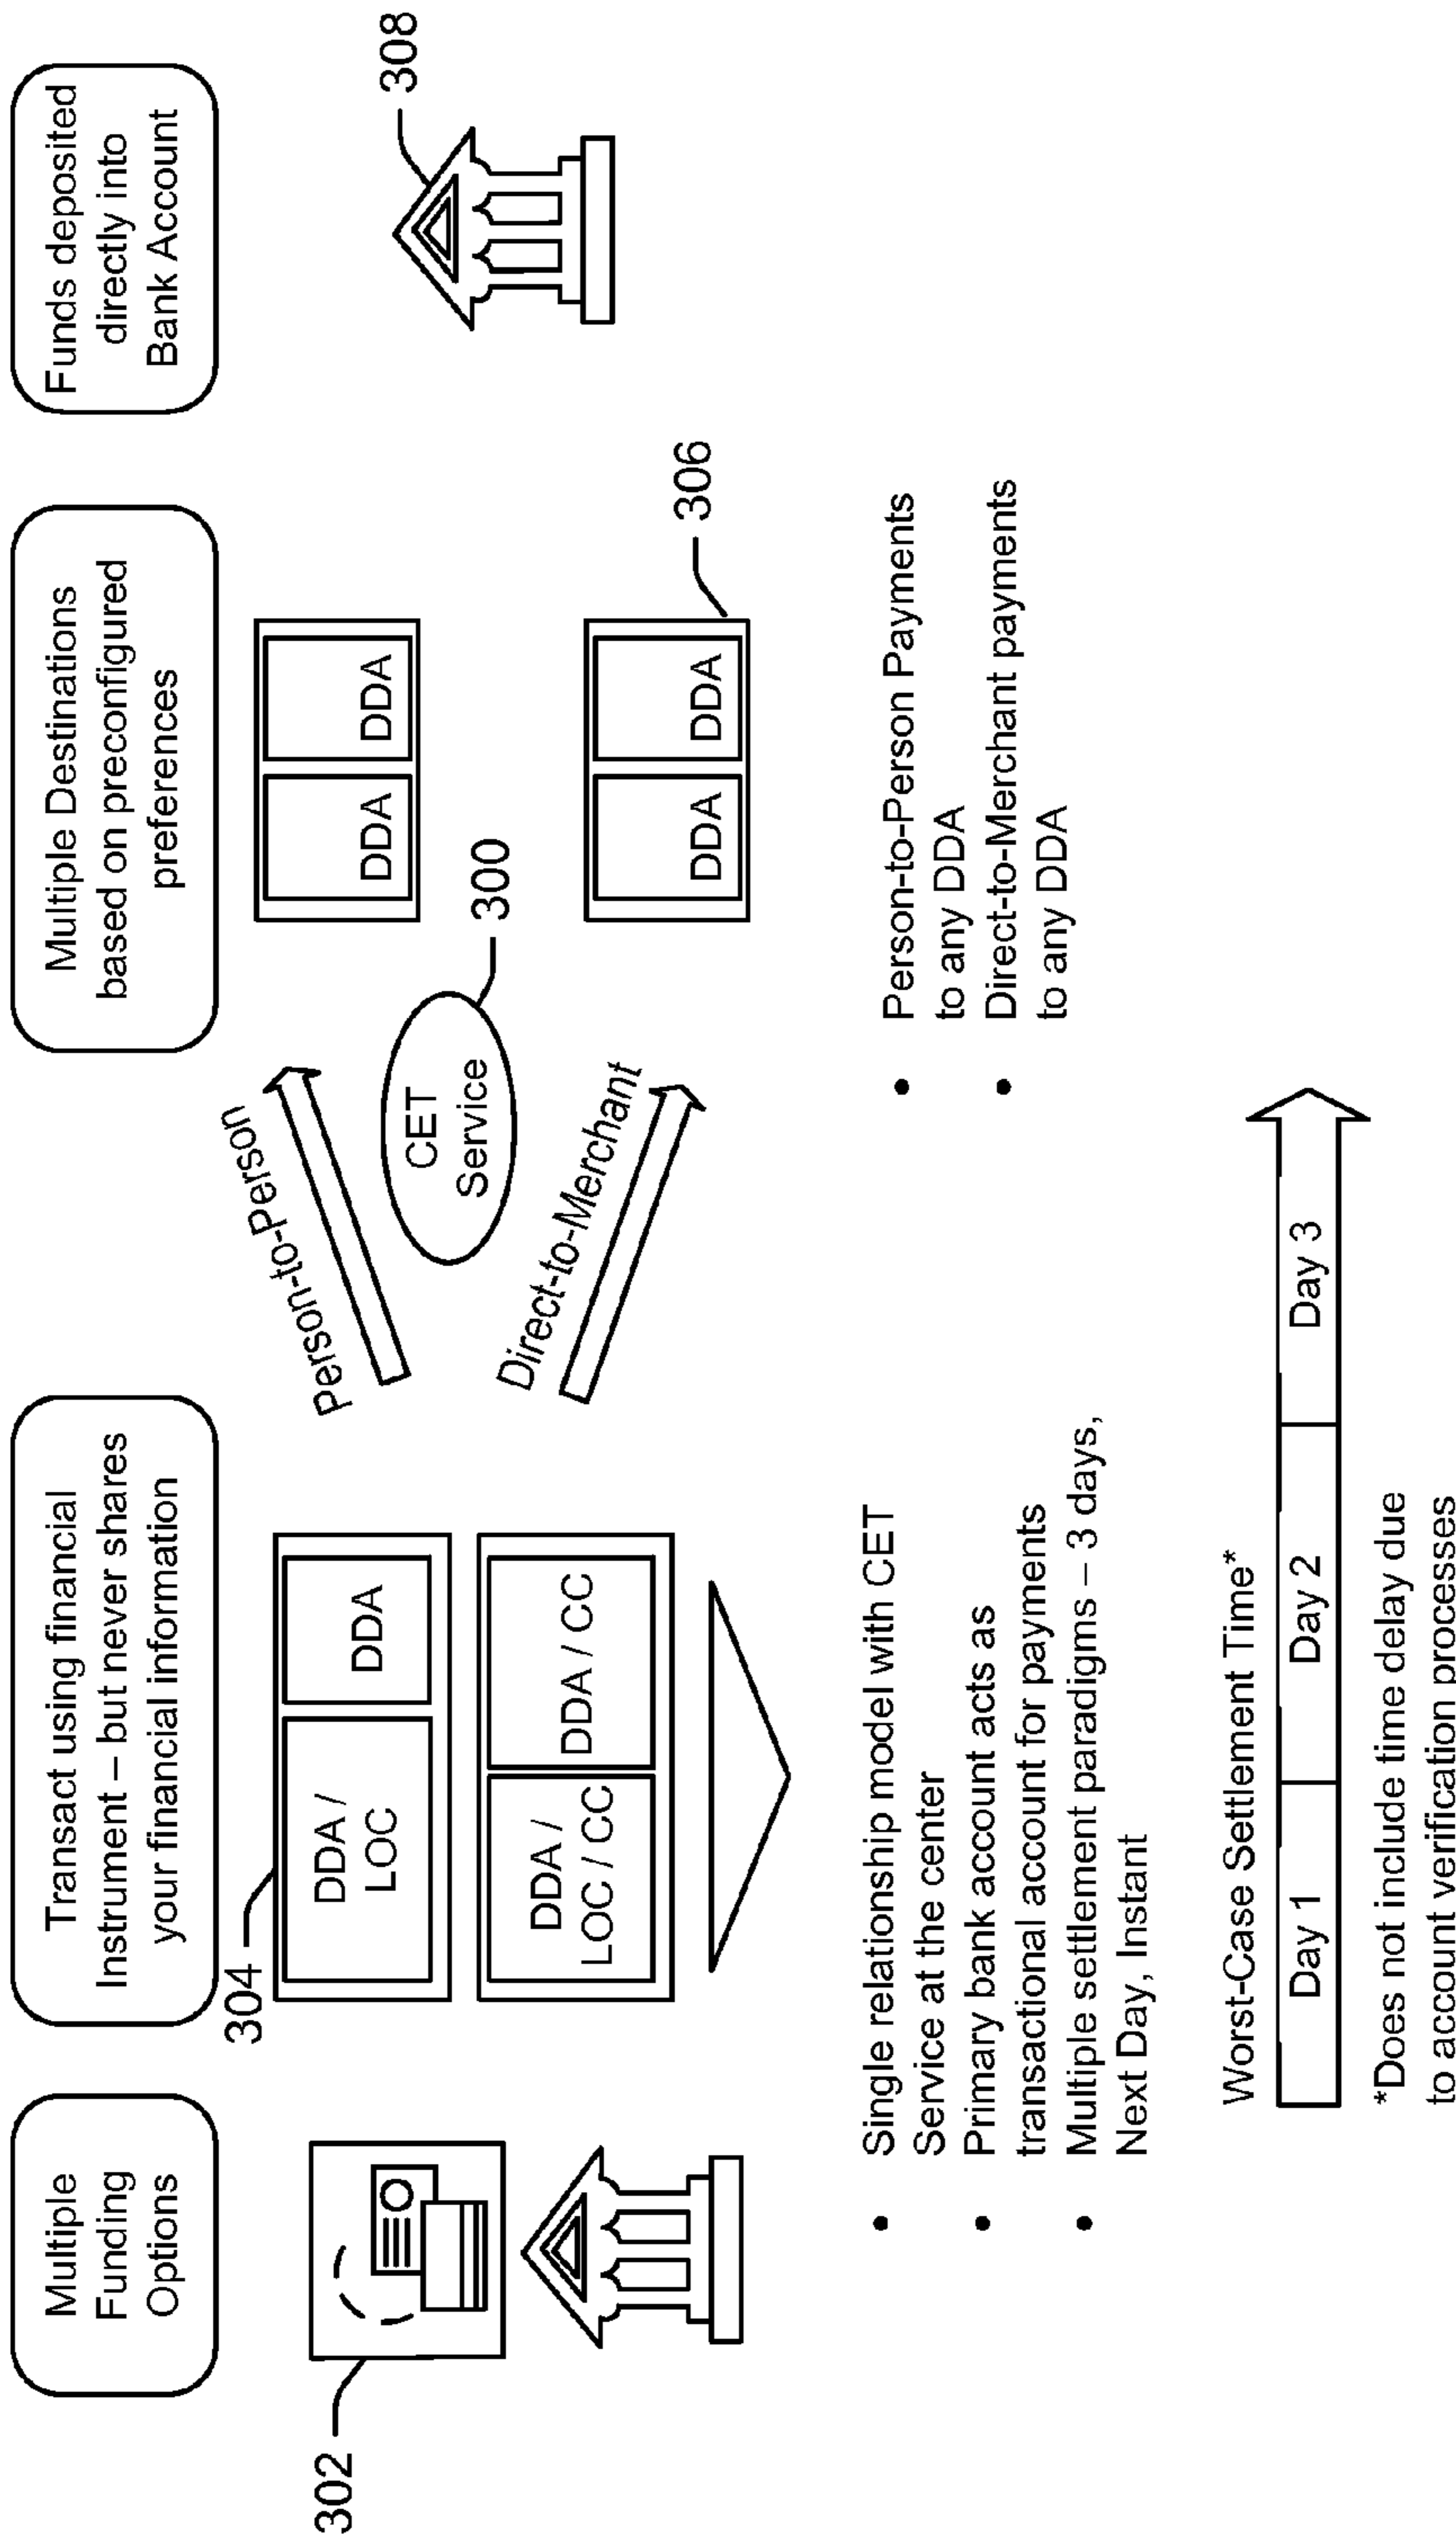 Multiple
Funding
Options
Transact using financial
Instrument – but never shares
your financial information
Multiple Destinations
based on preconfigured
preferences
Funds deposited
directly into
Bank Account
302
304
DDA /
LOC
DDA
DDA /
LOC / CC
DDA / CC
Person-to-Person
CET
Service
300
Direct-to-Merchant
DDA
DDA
DDA
DDA
306
308
• Single relationship model with CET
Service at the center
• Primary bank account acts as
transactional account for payments
• Multiple settlement paradigms – 3 days,
Next Day, Instant
• Person-to-Person Payments
to any DDA
• Direct-to-Merchant payments
to any DDA
Worst-Case Settlement Time*
Day 1
Day 2
Day 3
*Does not include time delay due
to account verification processes